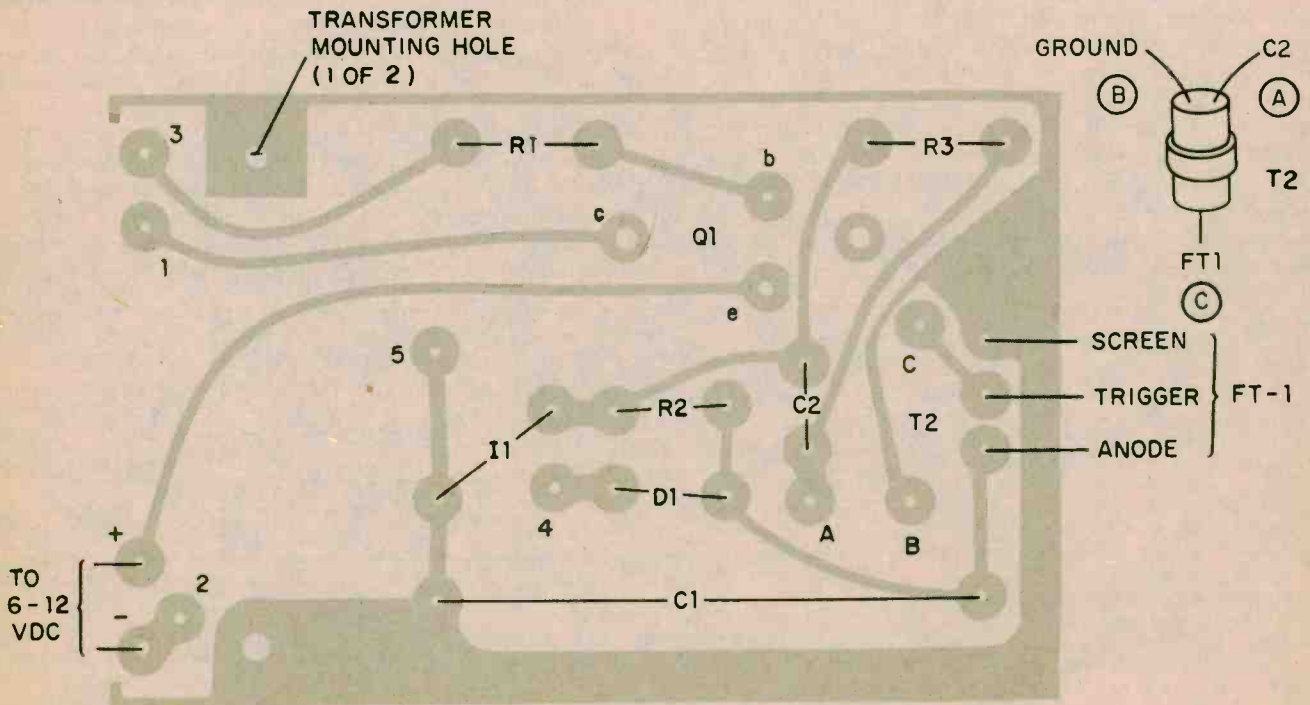 TRANSFORMER
MOUNTING HOLE
(1 OF 2)
GROUND
C2
B
A
T2
FT1
C
3
R1
b
R3
c
Q1
1
e
5
C
SCREEN
TRIGGER
ANODE
FT-1
R2
C2
T2
I1
4
D1
A
B
+
TO
6-12
VDC
-
2
C1